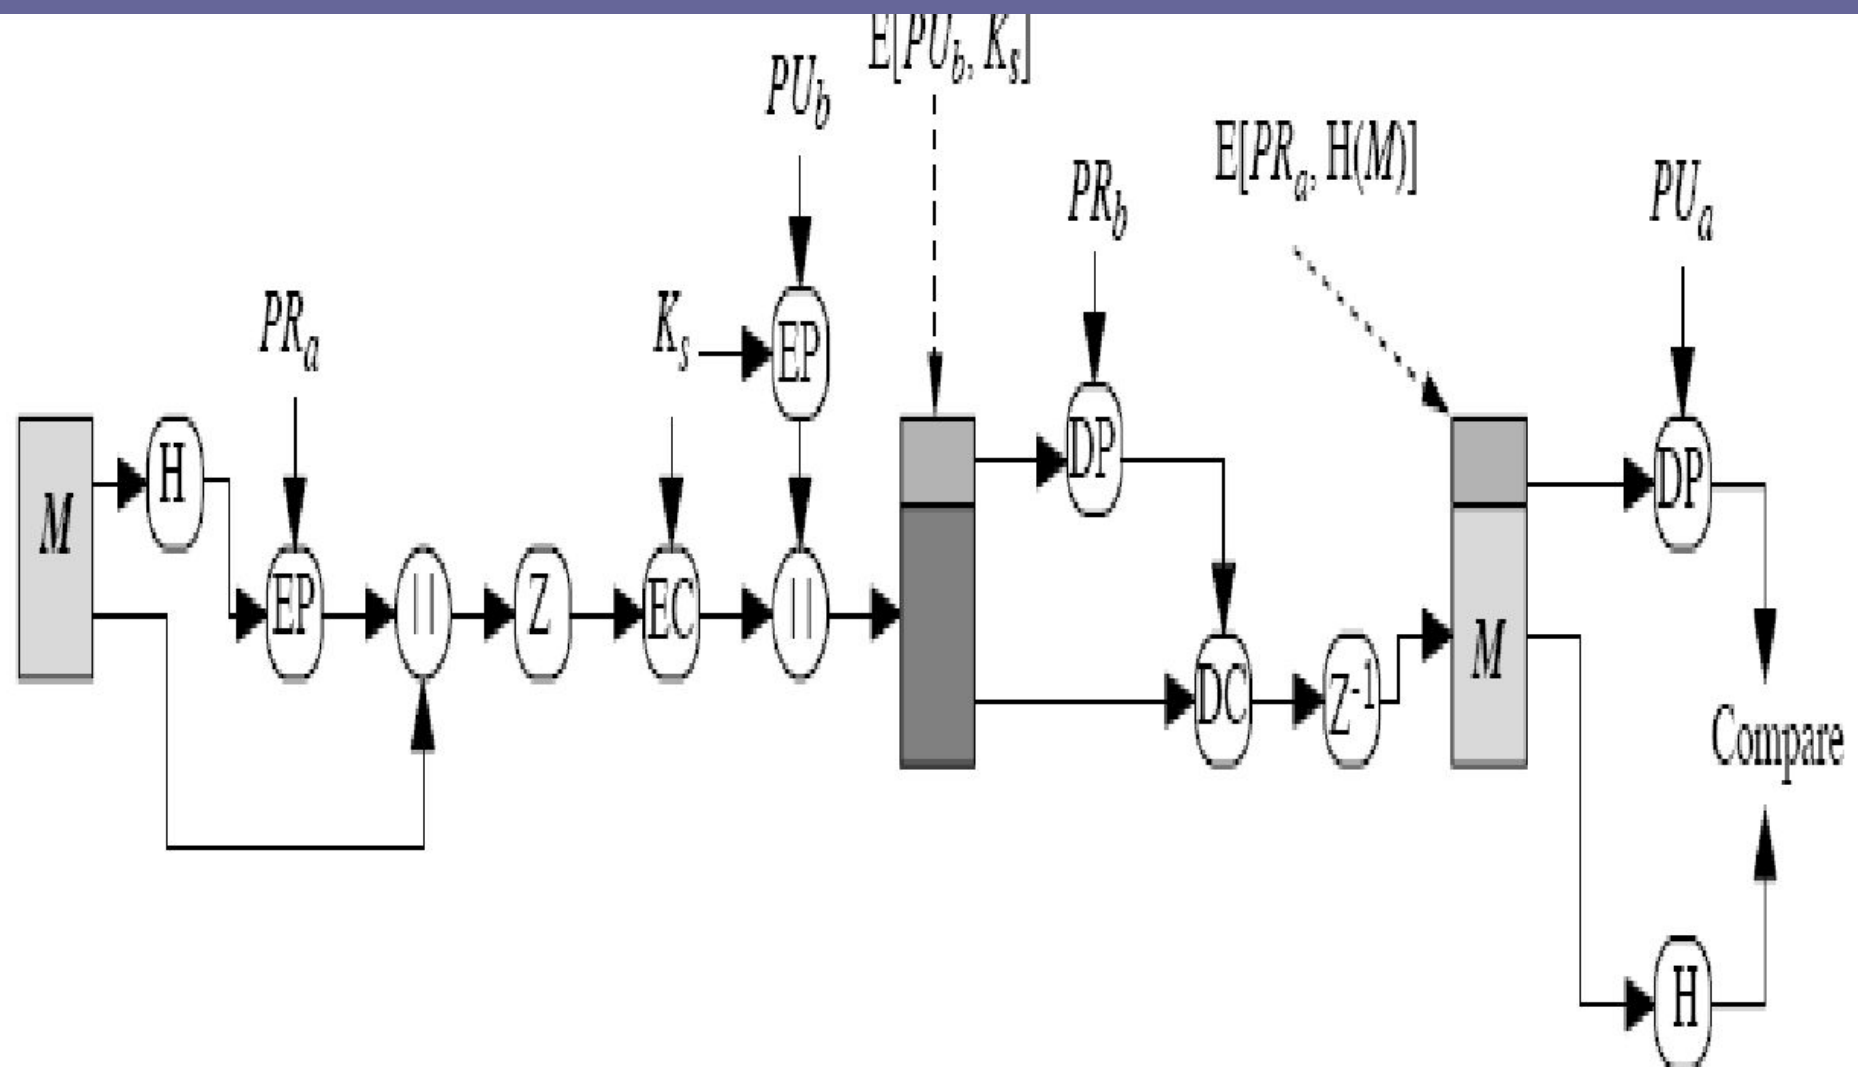 E[PU_b, K_s]
PU_b
E[PR_a, H(M)]
PR_b
PU_a
PR_a
K_s
EP
M
H
DP
DP
EP
||
Z
EC
||
DC
Z^-1
M
Compare
H